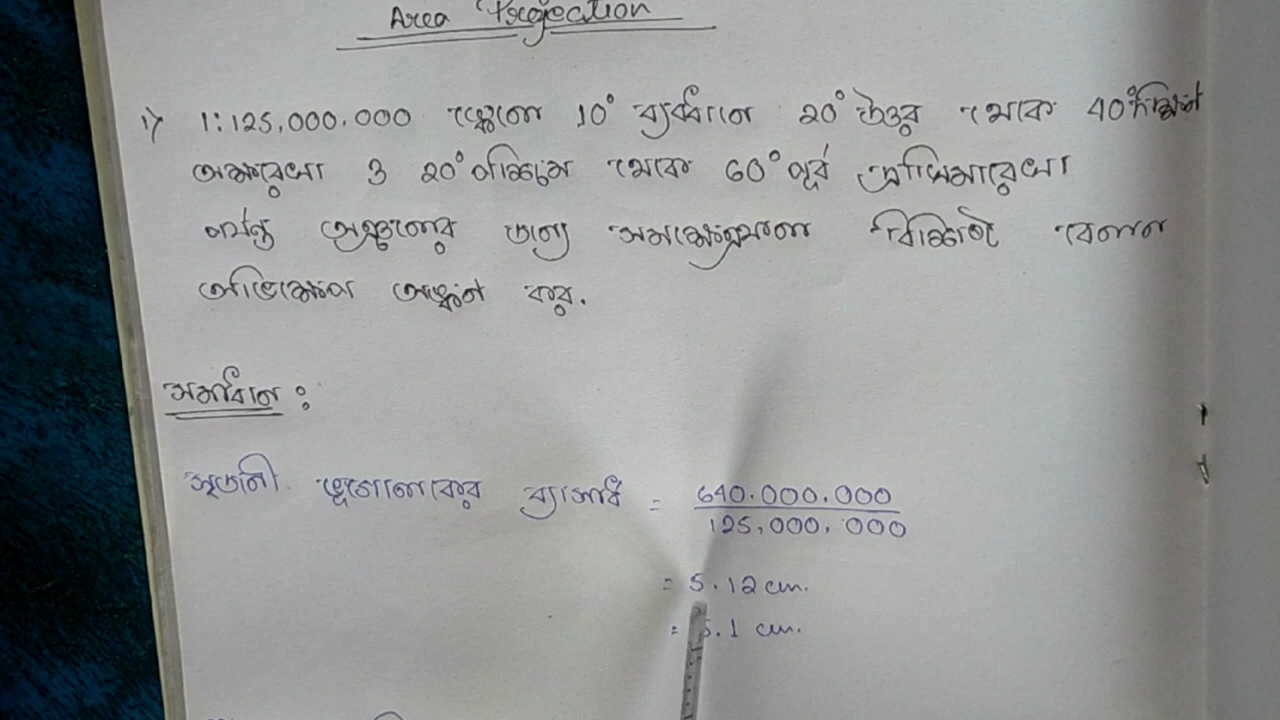 Area Projection
1) 1:125,000.000 স্কেলে 10° ব্যবধানে 20° উত্তর থেকে 40° দক্ষিণ
অক্ষরেখা ও 20° পশ্চিম থেকে 60° পূর্ব দ্রাঘিমারেখা
পর্যন্ত অঞ্চলের জন্যে সমক্ষেত্রফল বিশিষ্ট বেলন
অভিক্ষেপ অঙ্কন কর.
সমাধান :
সৃজনী ভূগোলকের ব্যাসার্ধ = 640.000.000 / 125,000.000
= 5.12 cm.
= 5.1 cm.